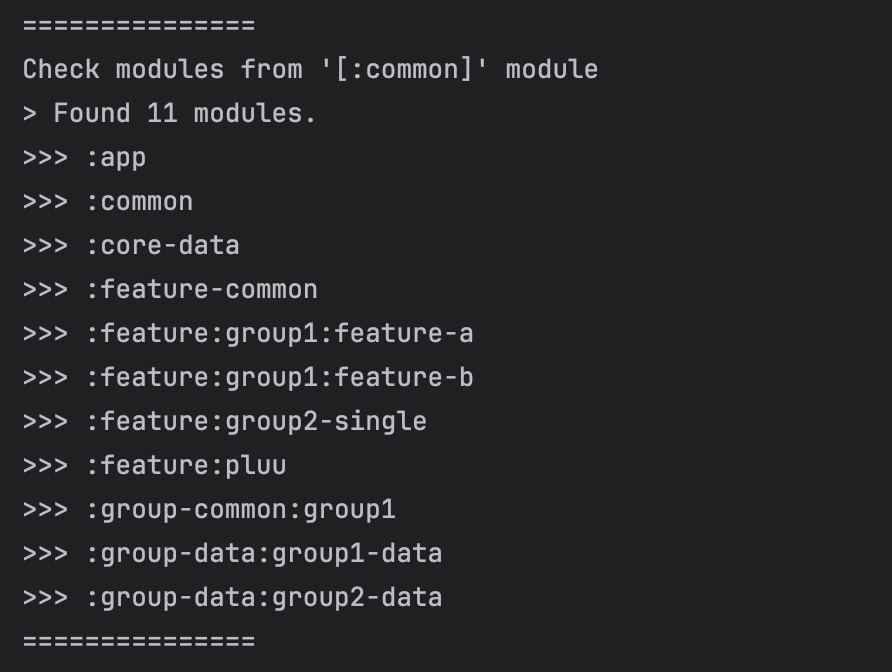 ===============
Check modules from '[:common]' module
> Found 11 modules.
>>> :app
>>> :common
>>> :core-data
>>> :feature-common
>>> :feature:group1:feature-a
>>> :feature:group1:feature-b
>>> :feature:group2-single
>>> :feature:pluu
>>> :group-common:group1
>>> :group-data:group1-data
>>> :group-data:group2-data
===============